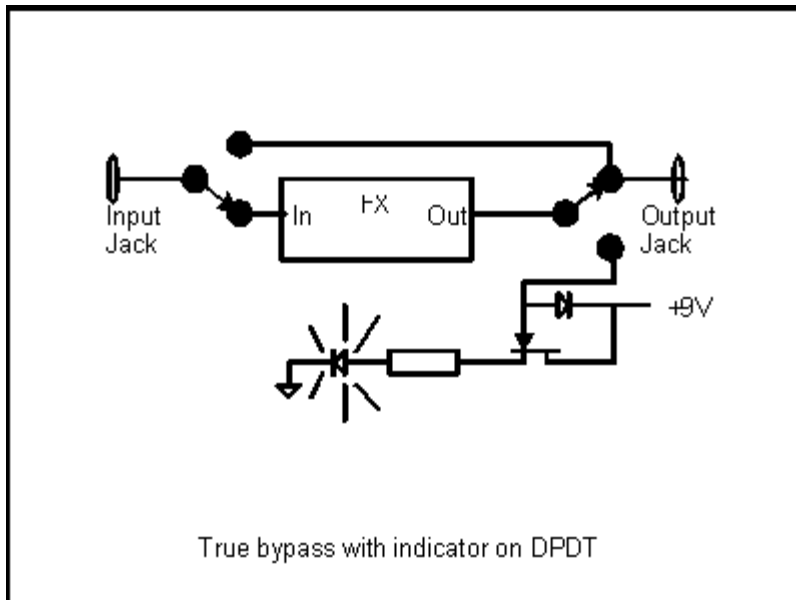 Input
Jack
In
FX
Out
Output
Jack
+9V
True bypass with indicator on DPDT